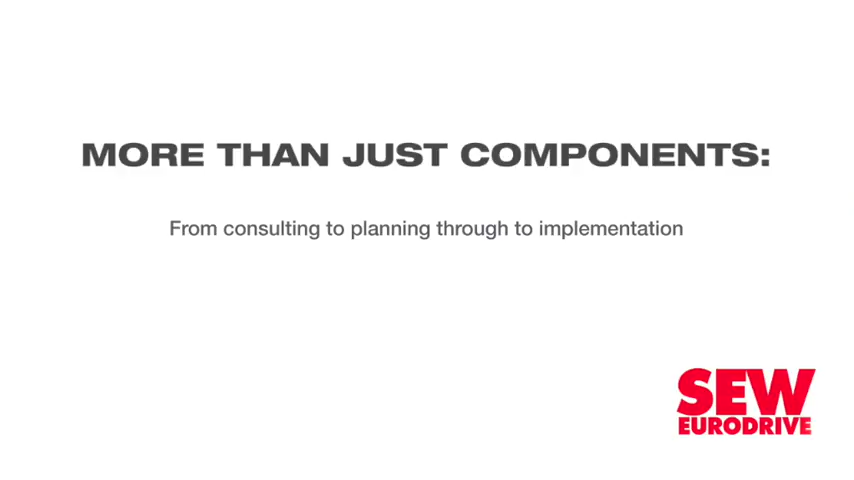 MORE THAN JUST COMPONENTS:
From consulting to planning through to implementation
SEW
EURODRIVE